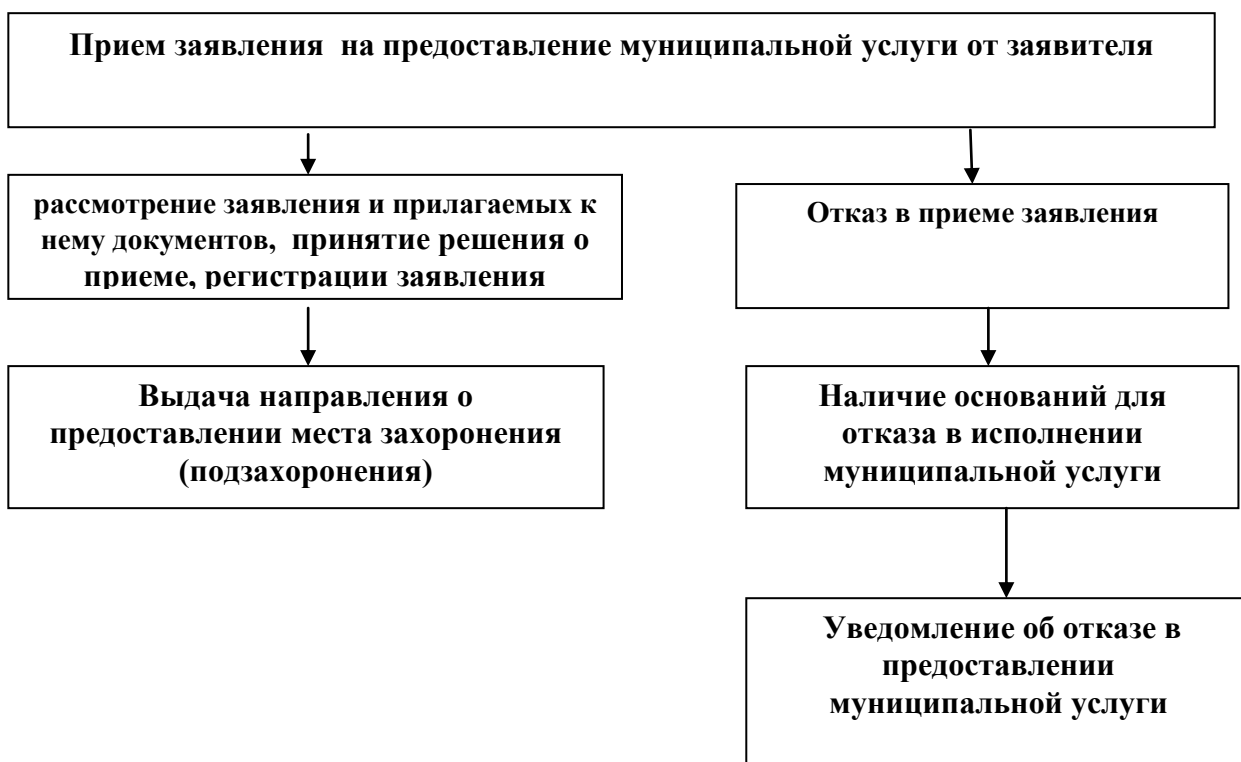 Прием заявления  на предоставление муниципальной услуги от заявителя
рассмотрение заявления и прилагаемых к
нему документов,  принятие решения о
приеме, регистрации заявления
Отказ в приеме заявления
Выдача направления о
предоставлении места захоронения
(подзахоронения)
Наличие оснований для
отказа в исполнении
муниципальной услуги
Уведомление об отказе в
предоставлении
муниципальной услуги